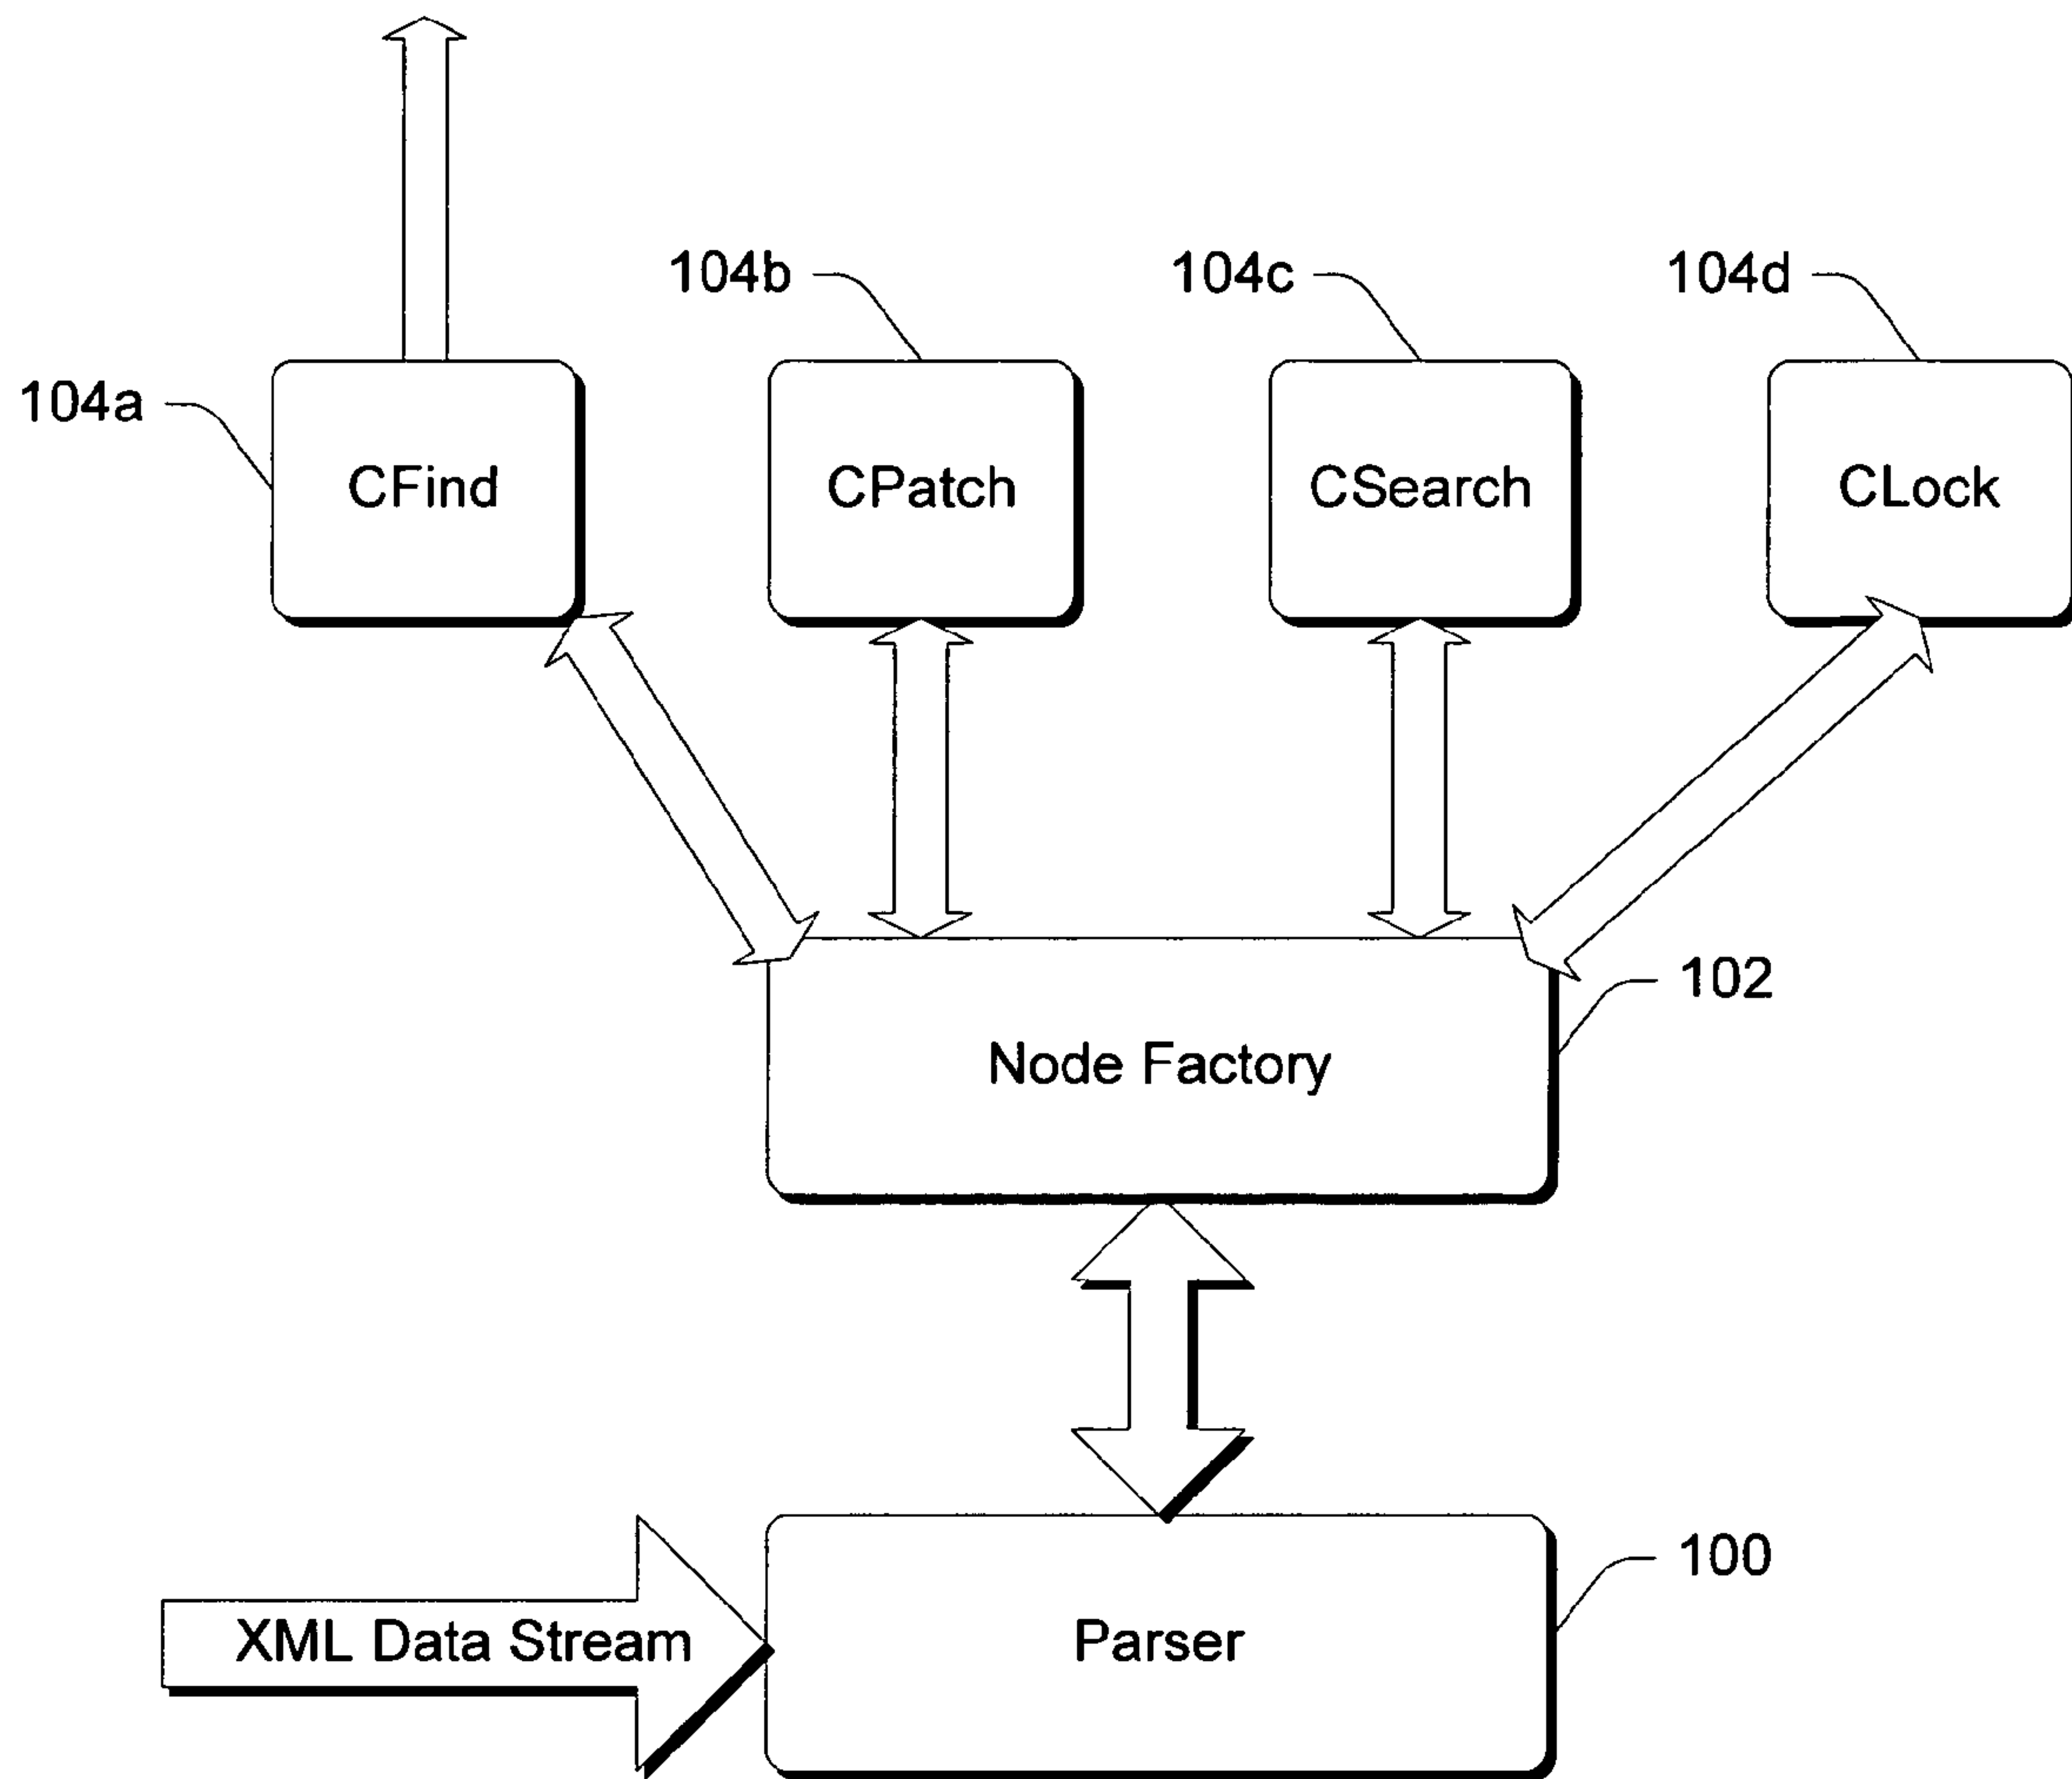 104b
104c
104d
104a
CFind
CPatch
CSearch
CLock
102
Node Factory
100
XML Data Stream
Parser